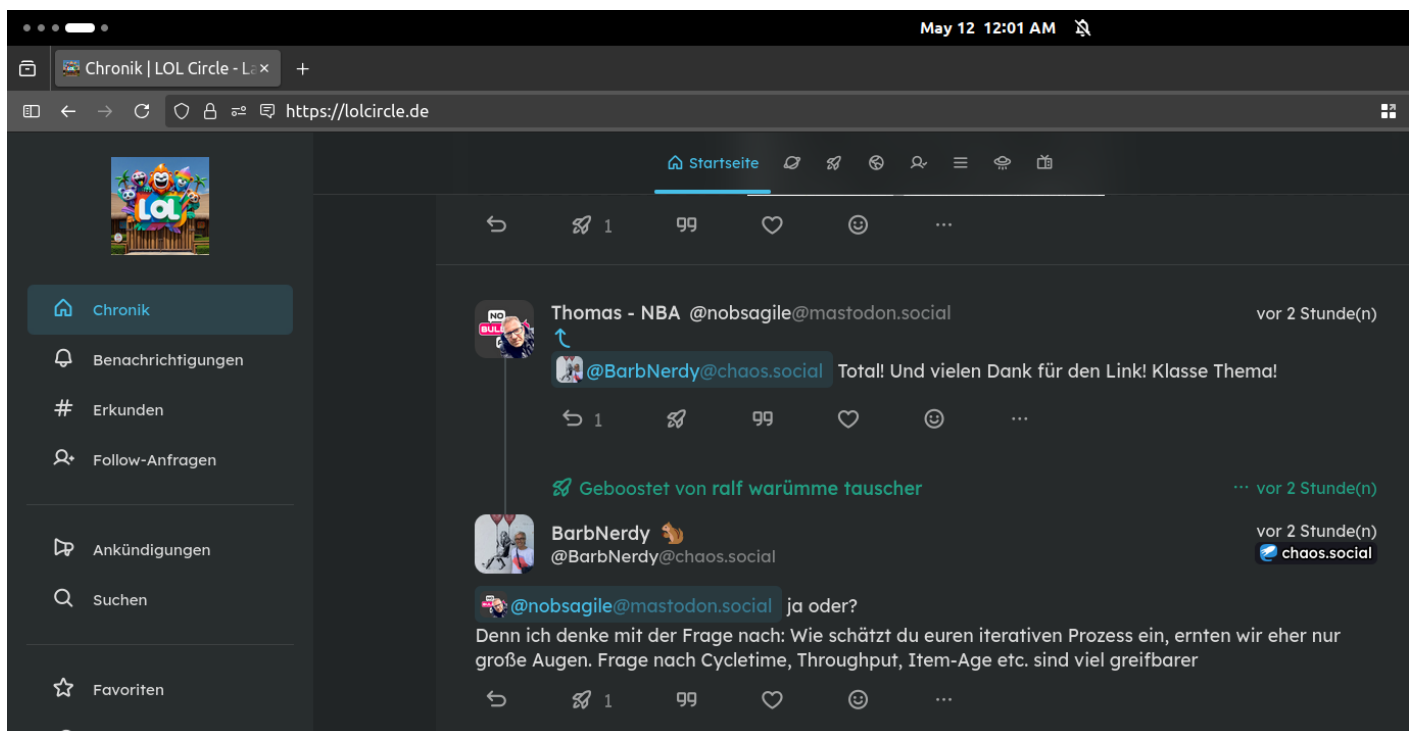 May 12 12:01 AM
Chronik | LOL Circle - La
https://lolcircle.de
LOL
Startseite
Chronik
Benachrichtigungen
Erkunden
Follow-Anfragen
Ankündigungen
Suchen
Favoriten
1
Thomas - NBA @nobsagile@mastodon.social
vor 2 Stunde(n)
@BarbNerdy@chaos.social Total! Und vielen Dank für den Link! Klasse Thema!
1
Geboostet von ralf warümme tauscher
··· vor 2 Stunde(n)
BarbNerdy 🐿️
vor 2 Stunde(n)
@BarbNerdy@chaos.social
chaos.social
@nobsagile@mastodon.social ja oder?
Denn ich denke mit der Frage nach: Wie schätzt du euren iterativen Prozess ein, ernten wir eher nur
große Augen. Frage nach Cycletime, Throughput, Item-Age etc. sind viel greifbarer
1